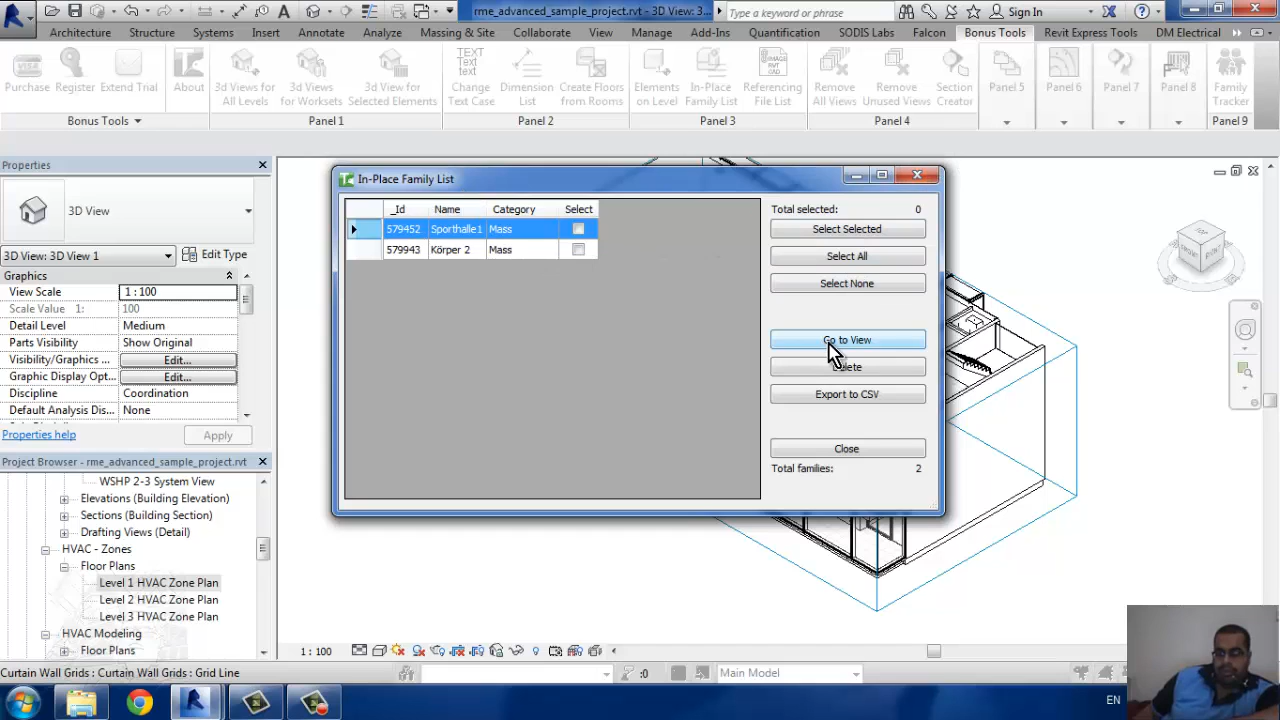 rme_advanced_sample_project.rvt - 3D View: 3...
Type a keyword or phrase
Sign In
Architecture Structure Systems Insert Annotate Analyze Massing & Site Collaborate View Manage Add-Ins Quantification SODIS Labs Falcon Bonus Tools Revit Express Tools DM Electrical
Purchase Register Extend Trial About
3d Views for All Levels
3d Views for Worksets
3d View for Selected Elements
TEXT
Text
text
Change Text Case
Dimension List
Create Floors from Rooms
Elements on Level
In-Place Family List
IMAGE
RVT
CAD
Referencing File List
Remove All Views
Remove Unused Views
Section Creator
Panel 5
Panel 6
Panel 7
Panel 8
Family Tracker
Bonus Tools Panel 1 Panel 2 Panel 3 Panel 4 Panel 9
Properties
3D View
3D View: 3D View 1
Edit Type
Graphics
View Scale 1 : 100
Scale Value 1: 100
Detail Level Medium
Parts Visibility Show Original
Visibility/Graphics ... Edit...
Graphic Display Opt... Edit...
Discipline Coordination
Default Analysis Dis... None
Properties help
Apply
Project Browser - rme_advanced_sample_project.rvt
WSHP 2-3 System View
Elevations (Building Elevation)
Sections (Building Section)
Drafting Views (Detail)
HVAC - Zones
Floor Plans
Level 1 HVAC Zone Plan
Level 2 HVAC Zone Plan
Level 3 HVAC Zone Plan
HVAC Modeling
Floor Plans
In-Place Family List
_Id Name Category Select
579452 Sporthalle1 Mass
579943 Körper 2 Mass
Total selected: 0
Select Selected
Select All
Select None
Go to View
Delete
Export to CSV
Close
Total families: 2
TOP
FRONT
RIGHT
1 : 100
Curtain Wall Grids : Curtain Wall Grids : Grid Line
:0
Main Model
EN